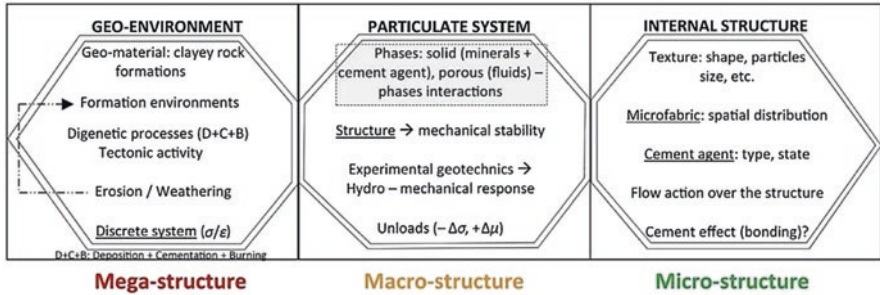 GEO-ENVIRONMENT
Geo-material: clayey rock
formations
Formation environments
Digenetic processes (D+C+B)
Tectonic activity
Erosion / Weathering
Discrete system (σ/ε)
D+C+B: Deposition + Cementation + Burning
Mega-structure
PARTICULATE SYSTEM
Phases: solid (minerals +
cement agent), porous (fluids) –
phases interactions
Structure → mechanical stability
Experimental geotechnics →
Hydro – mechanical response
Unloads (– Δσ, +Δμ)
Macro-structure
INTERNAL STRUCTURE
Texture: shape, particles
size, etc.
Microfabric: spatial distribution
Cement agent: type, state
Flow action over the structure
Cement effect (bonding)?
Micro-structure